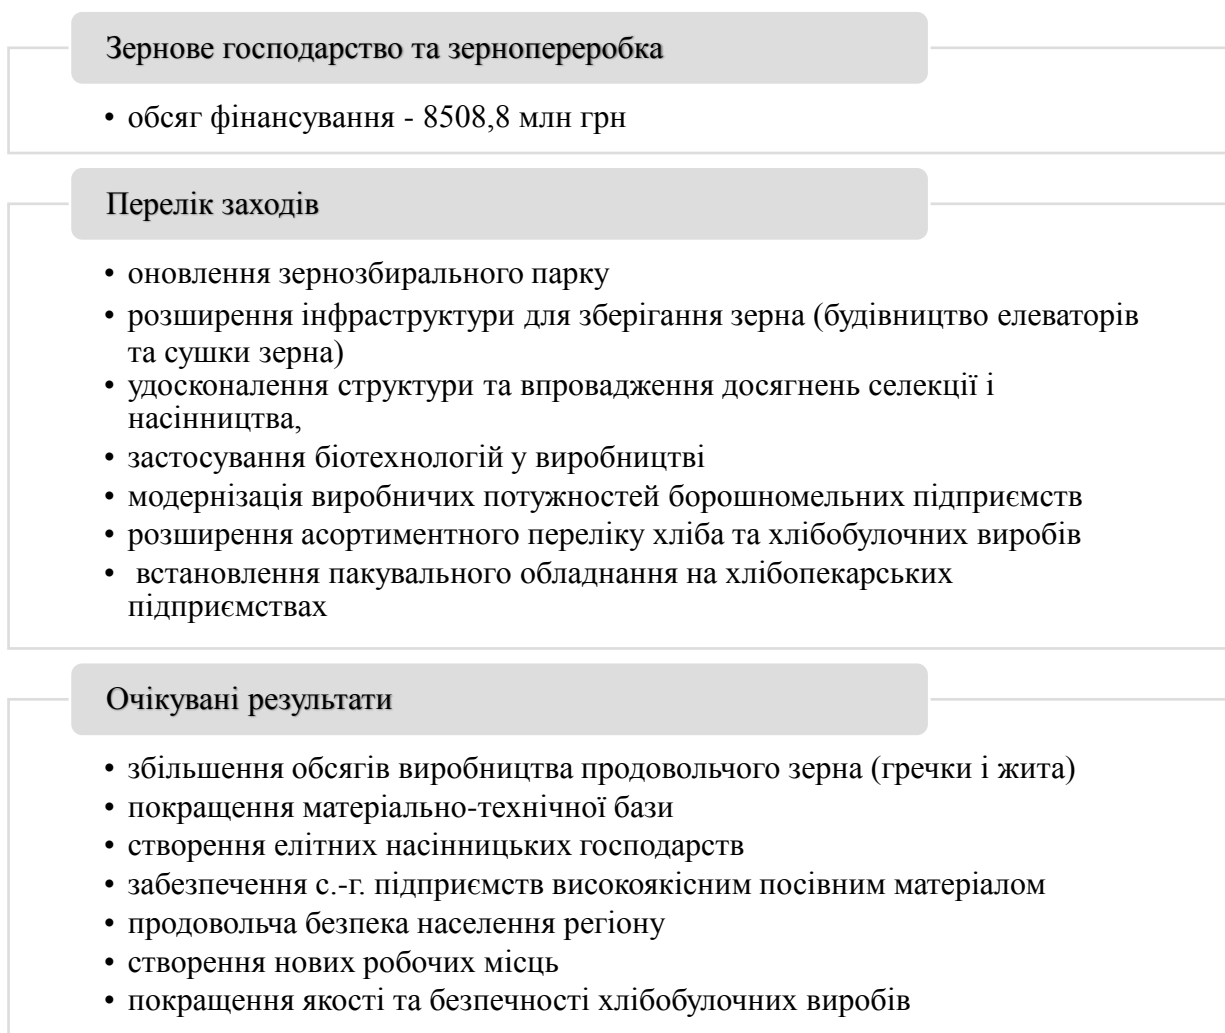 Зернове господарство та зернопереробка
• обсяг фінансування - 8508,8 млн грн
Перелік заходів
• оновлення зернозбирального парку
• розширення інфраструктури для зберігання зерна (будівництво елеваторів
та сушки зерна)
• удосконалення структури та впровадження досягнень селекції і
насінництва,
• застосування біотехнологій у виробництві
• модернізація виробничих потужностей борошномельних підприємств
• розширення асортиментного переліку хліба та хлібобулочних виробів
• встановлення пакувального обладнання на хлібопекарських
підприємствах
Очікувані результати
• збільшення обсягів виробництва продовольчого зерна (гречки і жита)
• покращення матеріально-технічної бази
• створення елітних насінницьких господарств
• забезпечення с.-г. підприємств високоякісним посівним матеріалом
• продовольча безпека населення регіону
• створення нових робочих місць
• покращення якості та безпечності хлібобулочних виробів